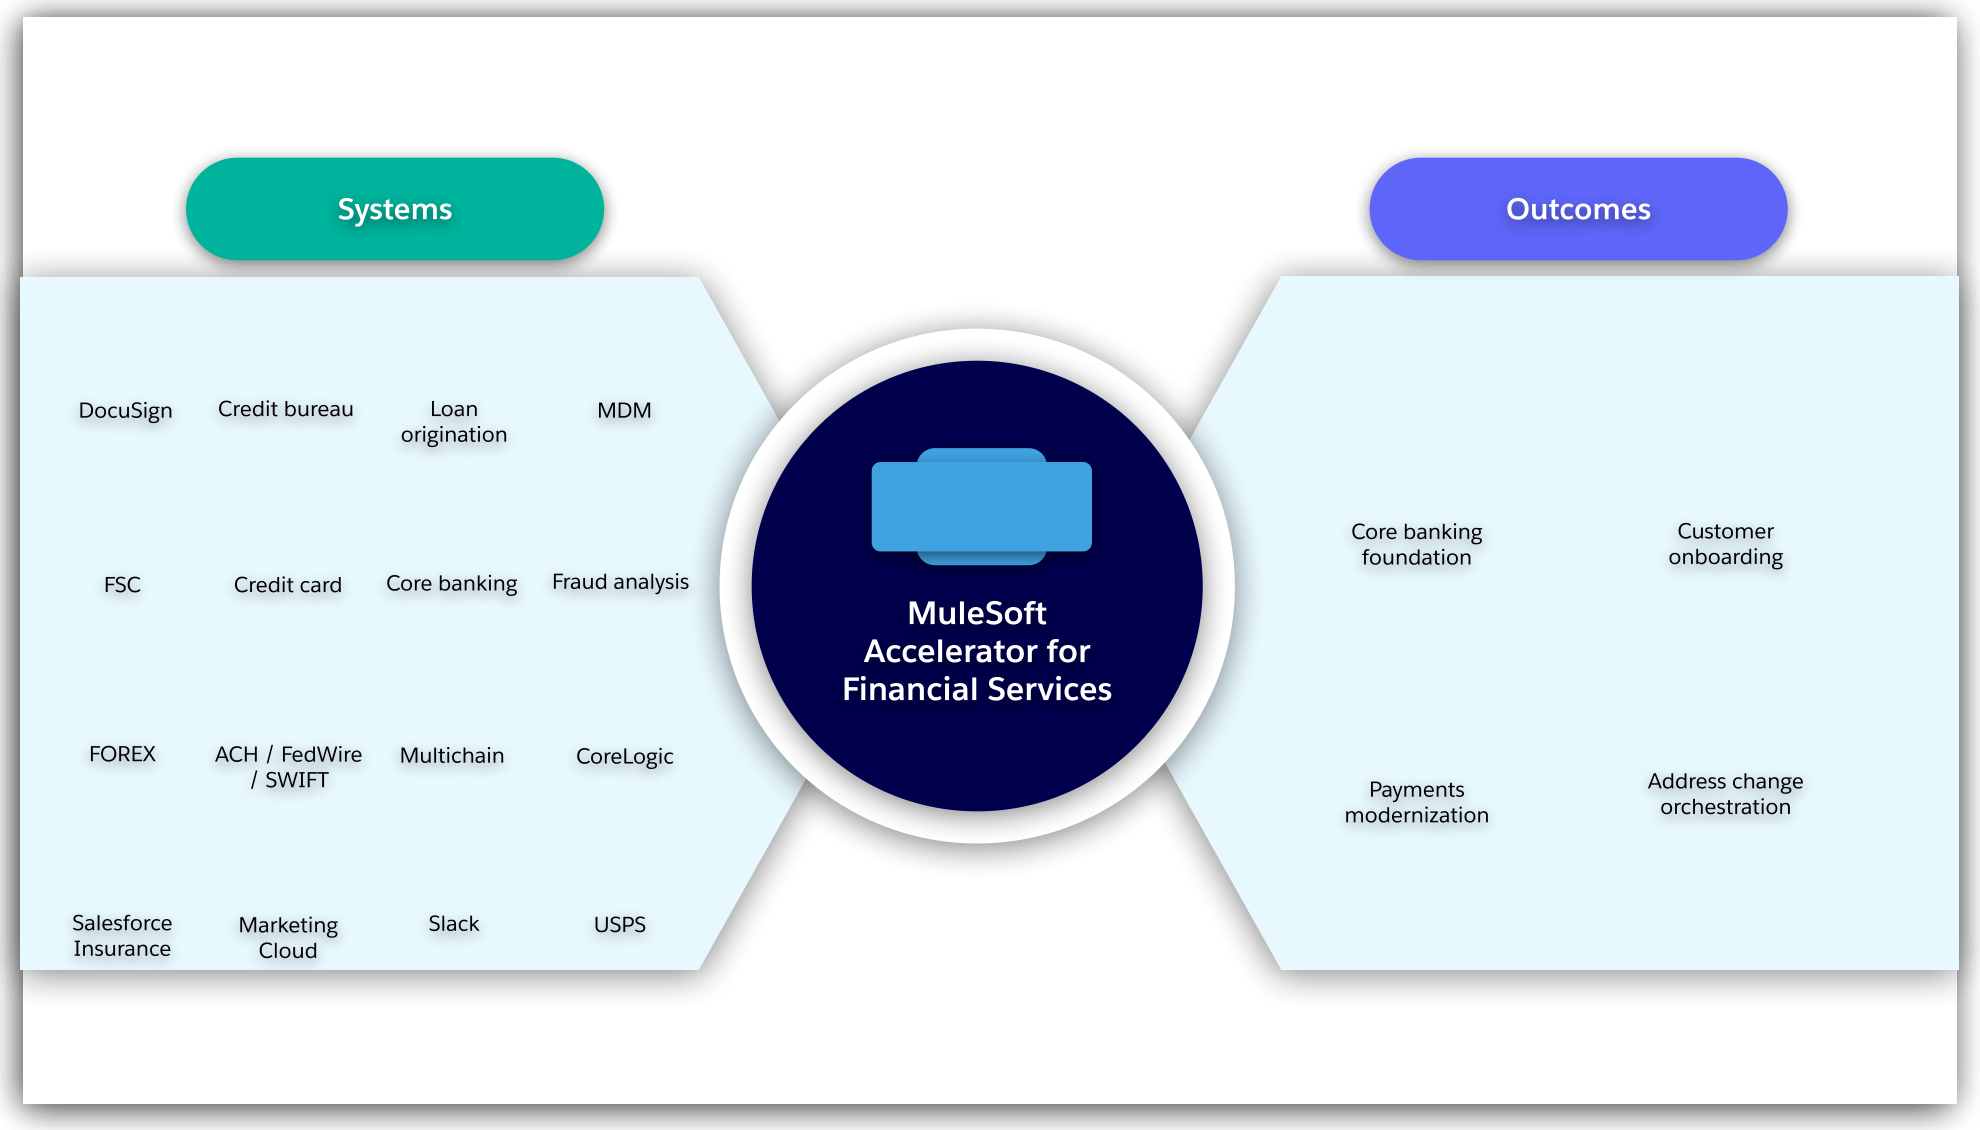 Systems
Outcomes
DocuSign
Credit bureau
Loan
origination
MDM
FSC
Credit card
Core banking
Fraud analysis
FOREX
ACH / FedWire
/ SWIFT
Multichain
CoreLogic
Salesforce
Insurance
Marketing
Cloud
Slack
USPS
MuleSoft
Accelerator for
Financial Services
Core banking
foundation
Customer
onboarding
Payments
modernization
Address change
orchestration